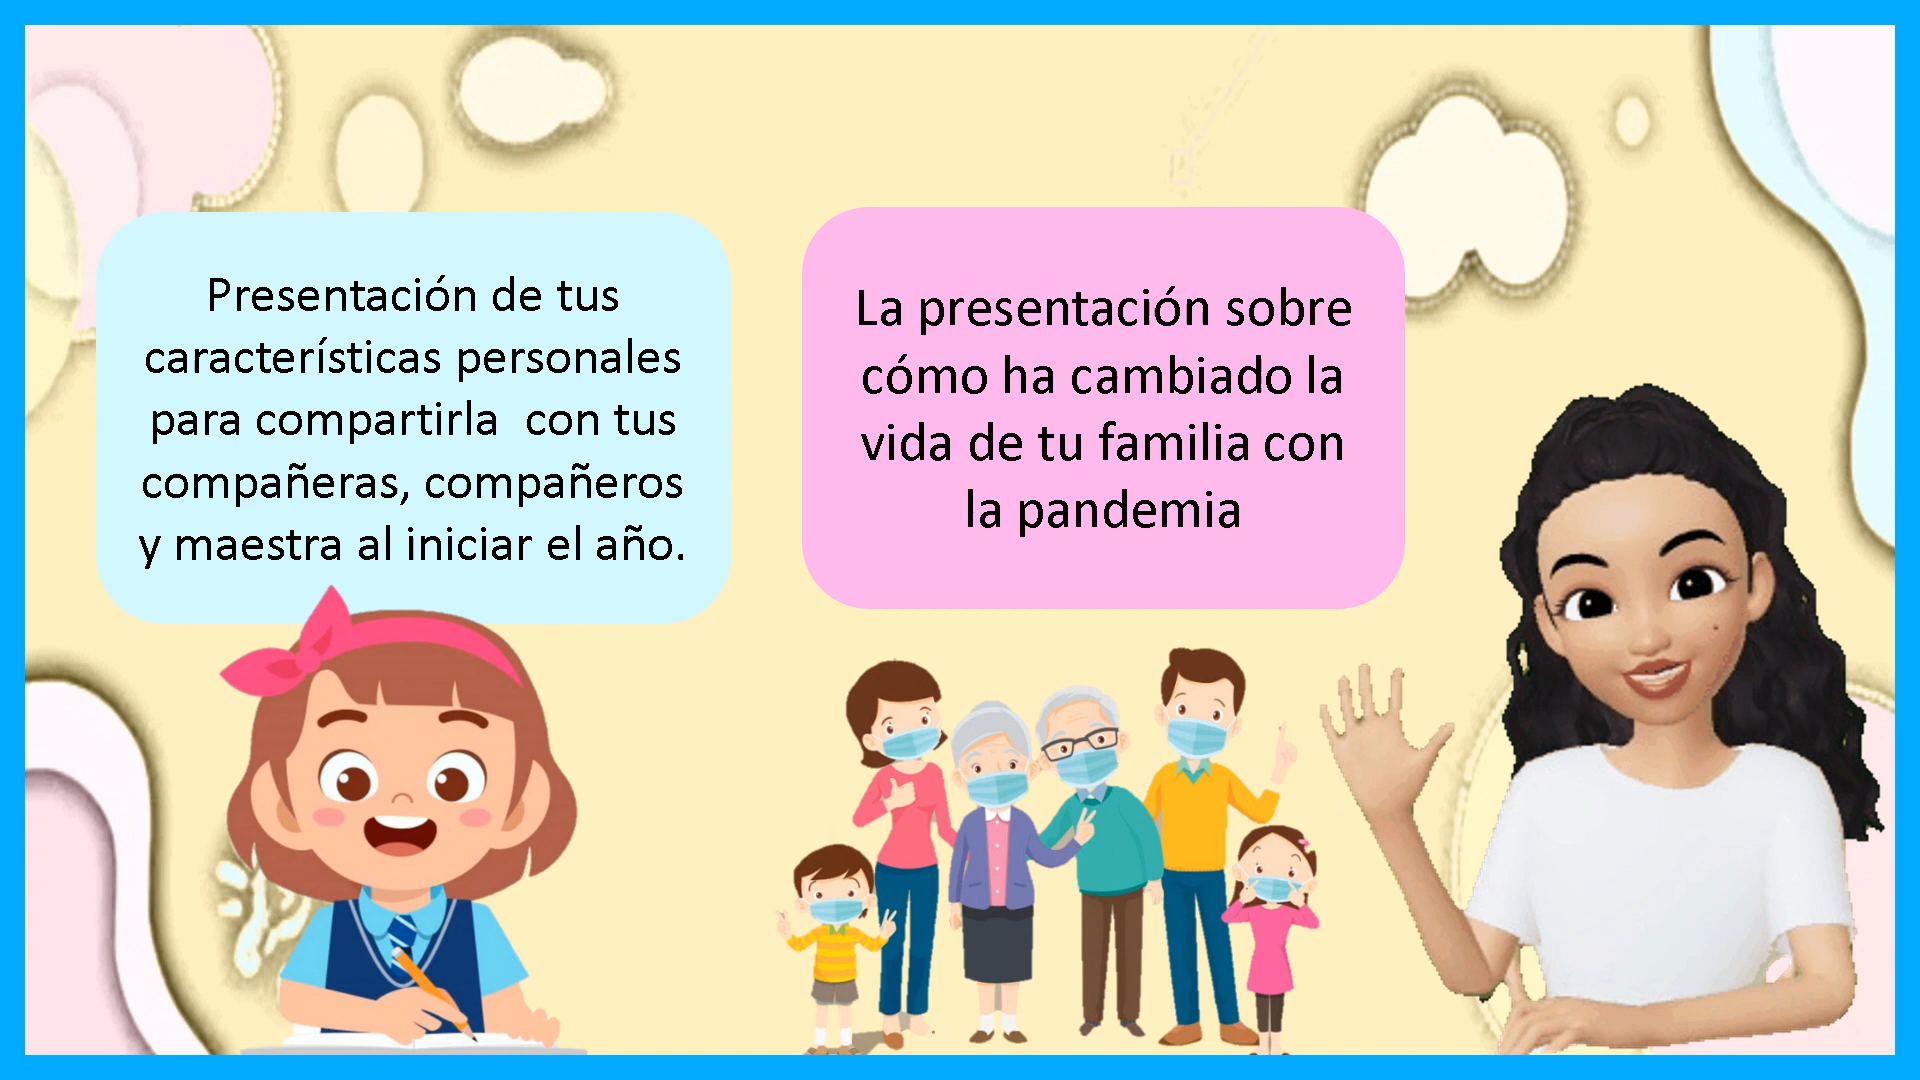 Presentación de tus
características personales
para compartirla  con tus
compañeras, compañeros
y maestra al iniciar el año.
La presentación sobre
cómo ha cambiado la
vida de tu familia con
la pandemia